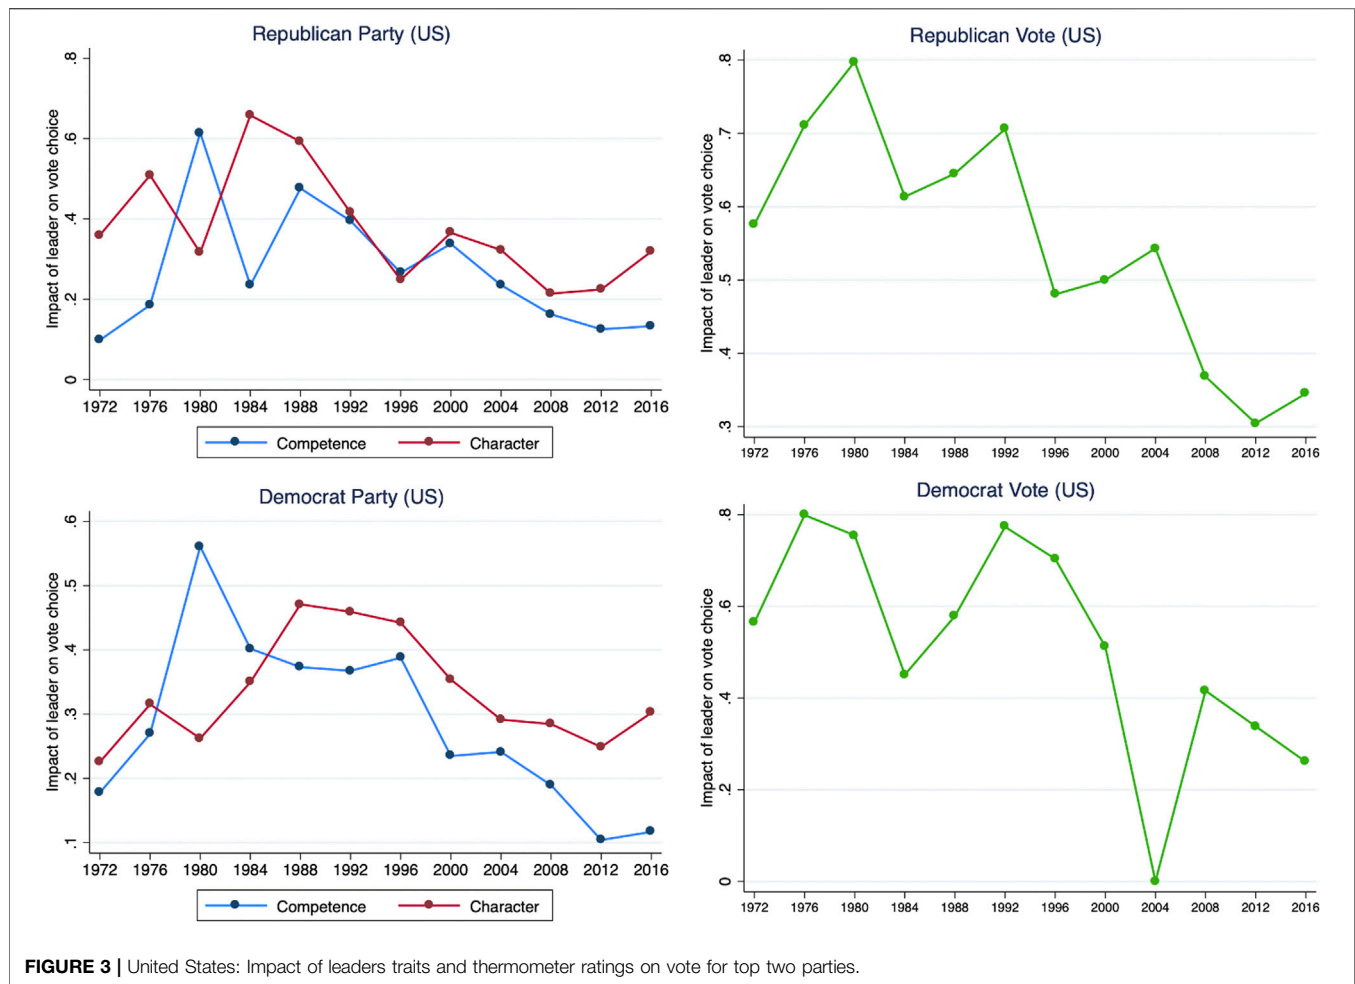 Republican Party (US)
Impact of leader on vote choice
.8
.6
.4
.2
0
1972 1976 1980 1984 1988 1992 1996 2000 2004 2008 2012 2016
Competence Character
Republican Vote (US)
Impact of leader on vote choice
.8
.7
.6
.5
.4
.3
1972 1976 1980 1984 1988 1992 1996 2000 2004 2008 2012 2016
Democrat Party (US)
Impact of leader on vote choice
.6
.5
.4
.3
.2
.1
1972 1976 1980 1984 1988 1992 1996 2000 2004 2008 2012 2016
Competence Character
Democrat Vote (US)
Impact of leader on vote choice
.8
.6
.4
.2
0
1972 1976 1980 1984 1988 1992 1996 2000 2004 2008 2012 2016
FIGURE 3 | United States: Impact of leaders traits and thermometer ratings on vote for top two parties.